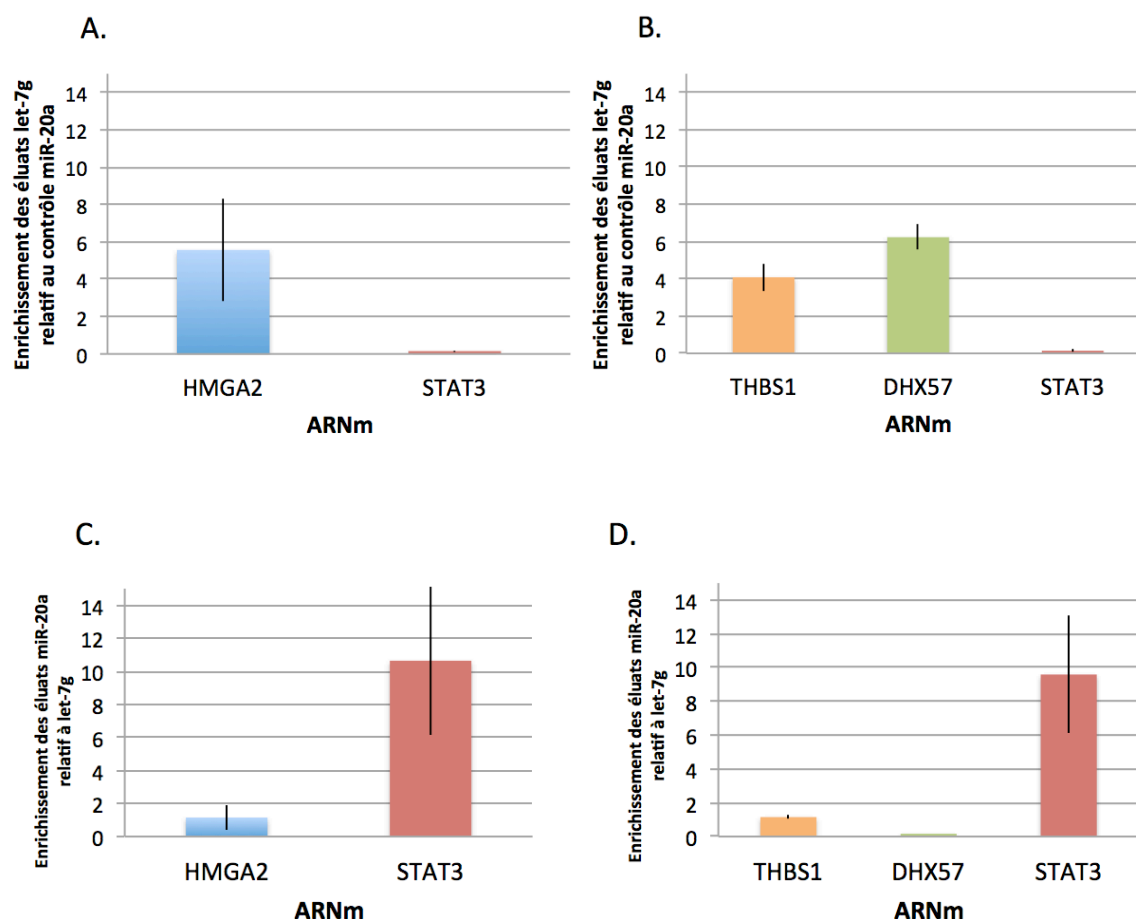 A.
Enrichissement des éluats let-7g
relatif au contrôle miR-20a
14
12
10
8
6
4
2
0
HMGA2 STAT3
ARNm
B.
Enrichissement des éluats let-7g
relatif au contrôle miR-20a
14
12
10
8
6
4
2
0
THBS1 DHX57 STAT3
ARNm
C.
Enrichissement des éluats miR-20a
relatif à let-7g
14
12
10
8
6
4
2
0
HMGA2 STAT3
ARNm
D.
Enrichissement des éluats miR-20a
relatif à let-7g
14
12
10
8
6
4
2
0
THBS1 DHX57 STAT3
ARNm